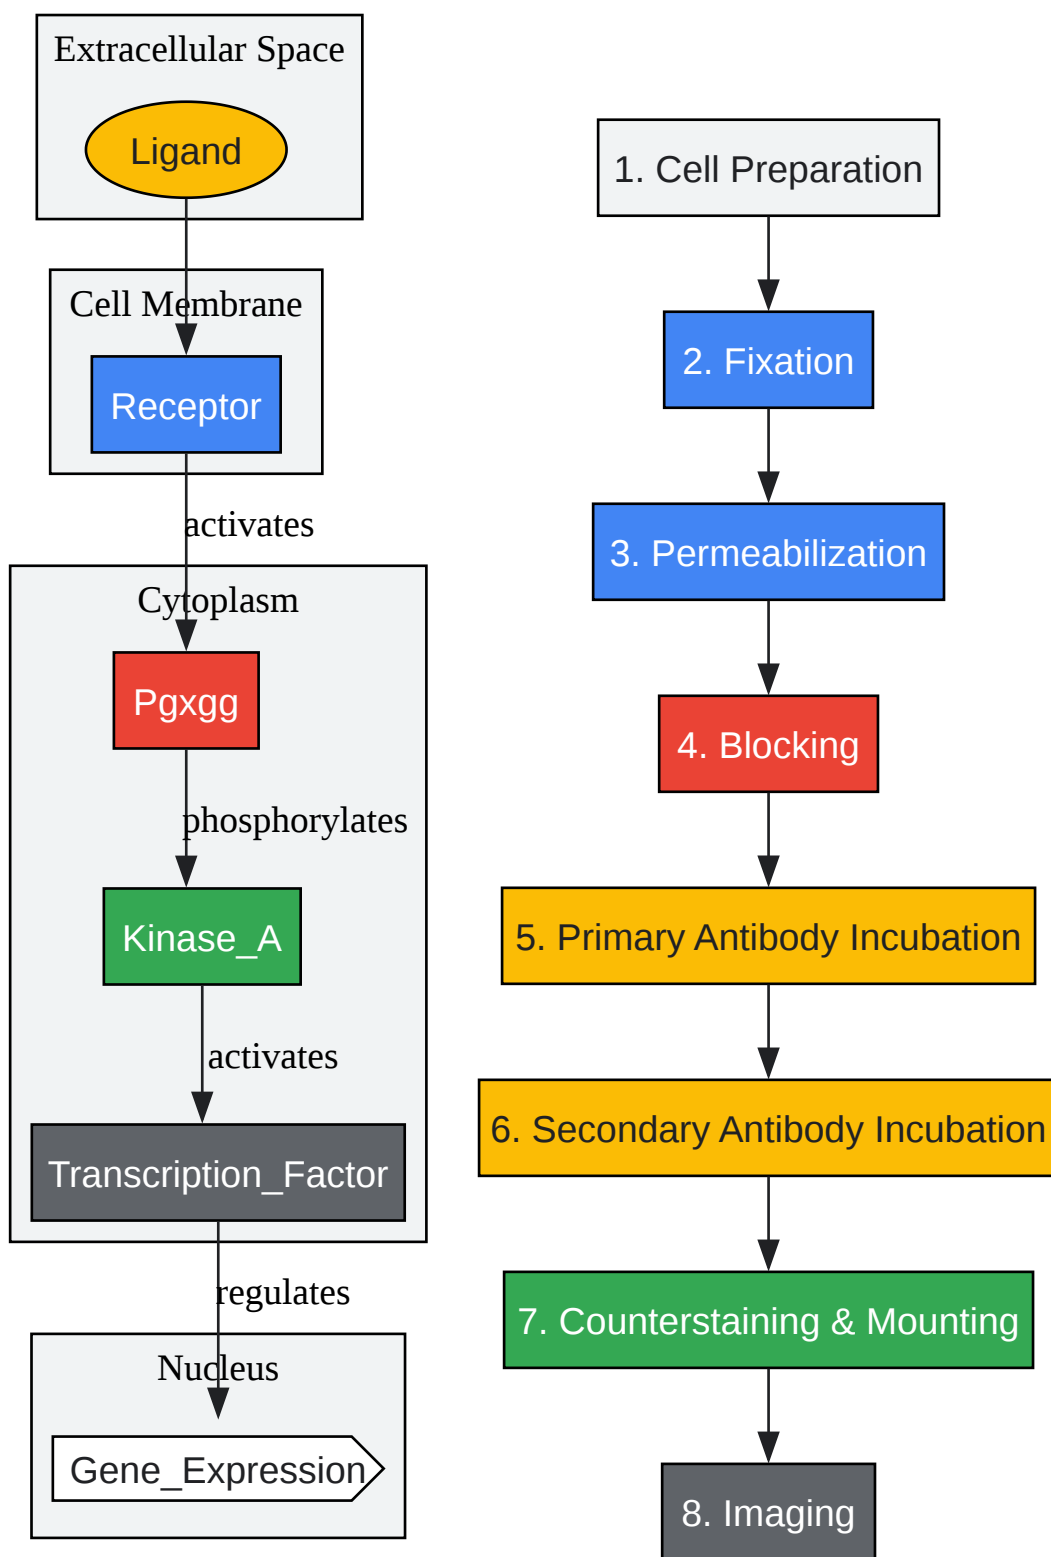 Extracellular Space
Ligand
Cell Membrane
Receptor
activates
Cytoplasm
Pgxgg
phosphorylates
Kinase_A
activates
Transcription_Factor
regulates
Nucleus
Gene_Expression
1. Cell Preparation
2. Fixation
3. Permeabilization
4. Blocking
5. Primary Antibody Incubation
6. Secondary Antibody Incubation
7. Counterstaining & Mounting
8. Imaging